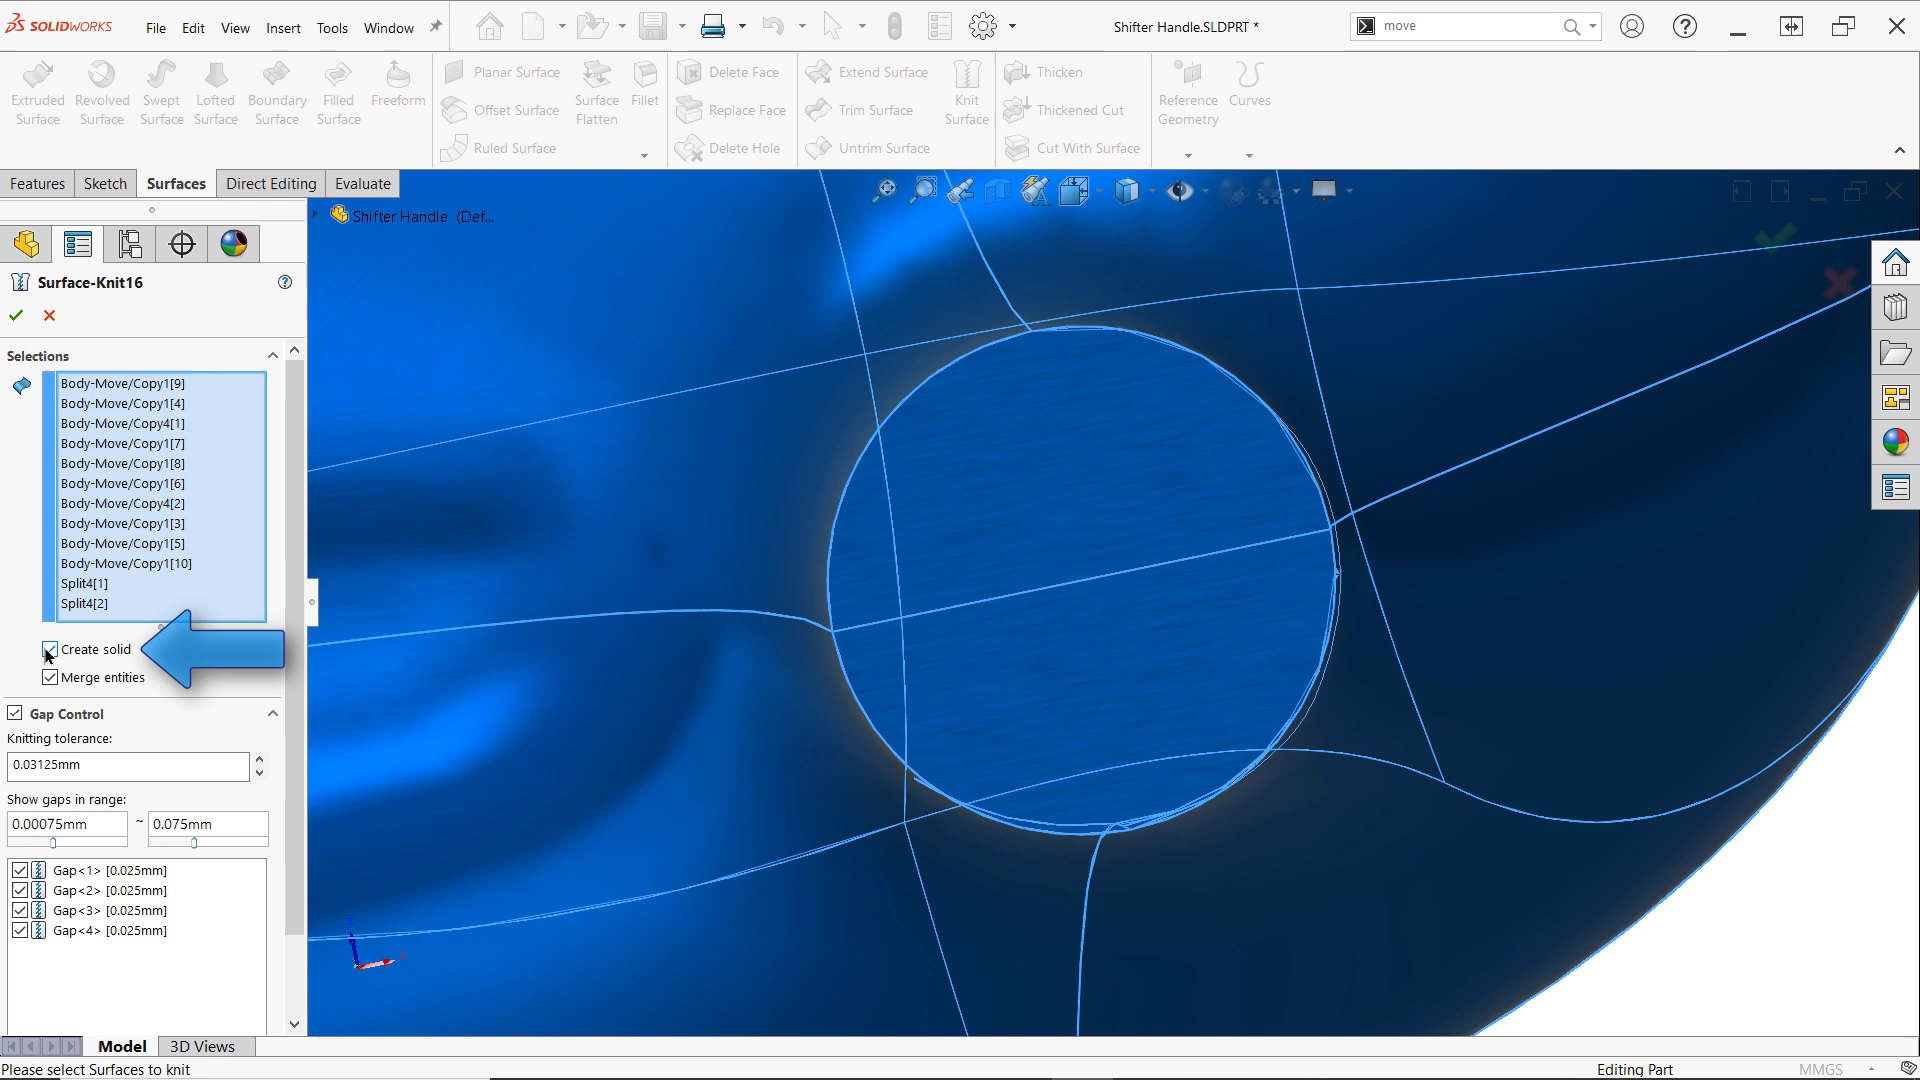 SOLIDWORKS
File Edit View Insert Tools Window
Shifter Handle.SLDPRT *
move
Extruded Surface
Revolved Surface
Swept Surface
Lofted Surface
Boundary Surface
Filled Surface
Freeform
Planar Surface
Offset Surface
Ruled Surface
Surface Flatten
Fillet
Delete Face
Replace Face
Delete Hole
Extend Surface
Trim Surface
Untrim Surface
Knit Surface
Thicken
Thickened Cut
Cut With Surface
Reference Geometry
Curves
Features Sketch Surfaces Direct Editing Evaluate
Shifter Handle (Def...
Surface-Knit16
Selections
Body-Move/Copy1[9]
Body-Move/Copy1[4]
Body-Move/Copy4[1]
Body-Move/Copy1[7]
Body-Move/Copy1[8]
Body-Move/Copy1[6]
Body-Move/Copy4[2]
Body-Move/Copy1[3]
Body-Move/Copy1[5]
Body-Move/Copy1[10]
Split4[1]
Split4[2]
Create solid
Merge entities
Gap Control
Knitting tolerance:
0.03125mm
Show gaps in range:
0.00075mm ~ 0.075mm
Gap<1> [0.025mm]
Gap<2> [0.025mm]
Gap<3> [0.025mm]
Gap<4> [0.025mm]
Model 3D Views
Please select Surfaces to knit
Editing Part
MMGS